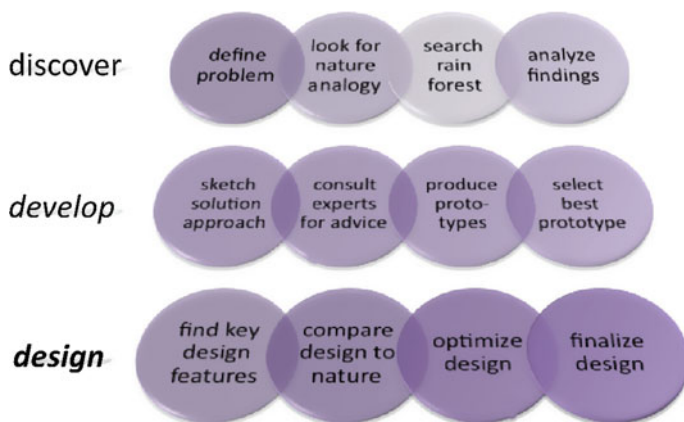 discover
define
problem
look for
nature
analogy
search
rain
forest
analyze
findings
develop
sketch
solution
approach
consult
experts
for advice
produce
proto-
types
select
best
prototype
design
find key
design
features
compare
design to
nature
optimize
design
finalize
design